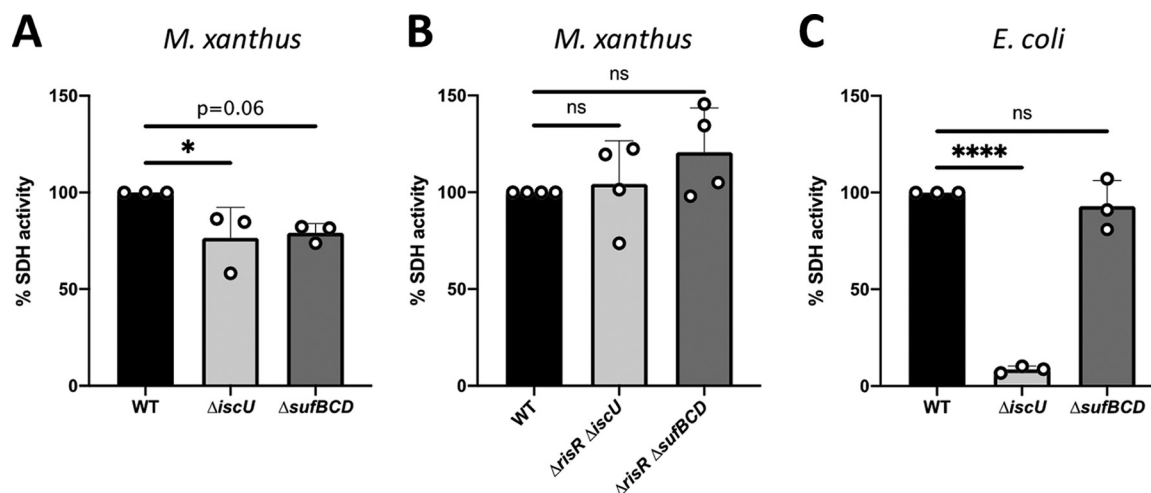 A
M. xanthus
% SDH activity
150
100
50
0
p=0.06
*
WT
ΔiscU
ΔsufBCD
B
M. xanthus
% SDH activity
150
100
50
0
ns
ns
WT
ΔrisR ΔiscU
ΔrisR ΔsufBCD
C
E. coli
% SDH activity
150
100
50
0
ns
****
WT
ΔiscU
ΔsufBCD